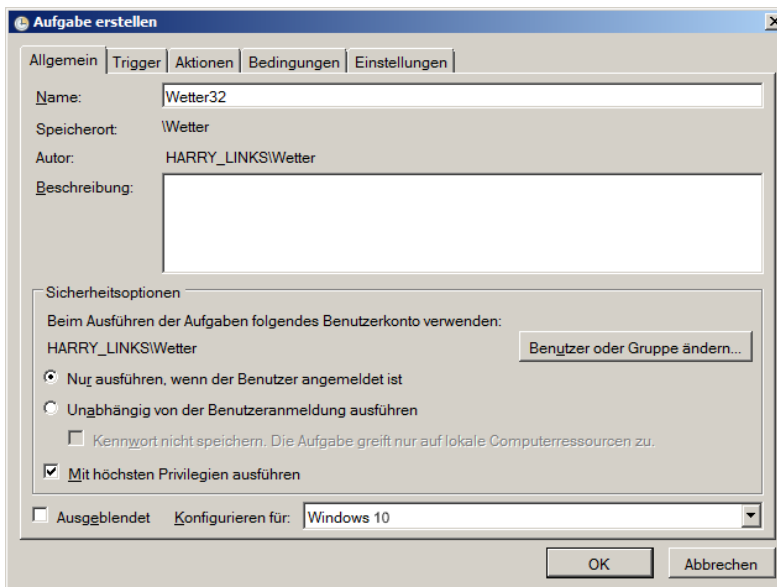 Aufgabe erstellen
Allgemein Trigger Aktionen Bedingungen Einstellungen
Name: Wetter32
Speicherort: \Wetter
Autor: HARRY_LINKS\Wetter
Beschreibung:
Sicherheitsoptionen
Beim Ausführen der Aufgaben folgendes Benutzerkonto verwenden:
HARRY_LINKS\Wetter Benutzer oder Gruppe ändern...
Nur ausführen, wenn der Benutzer angemeldet ist
Unabhängig von der Benutzeranmeldung ausführen
Kennwort nicht speichern. Die Aufgabe greift nur auf lokale Computerressourcen zu.
Mit höchsten Privilegien ausführen
Ausgeblendet Konfigurieren für: Windows 10
OK Abbrechen